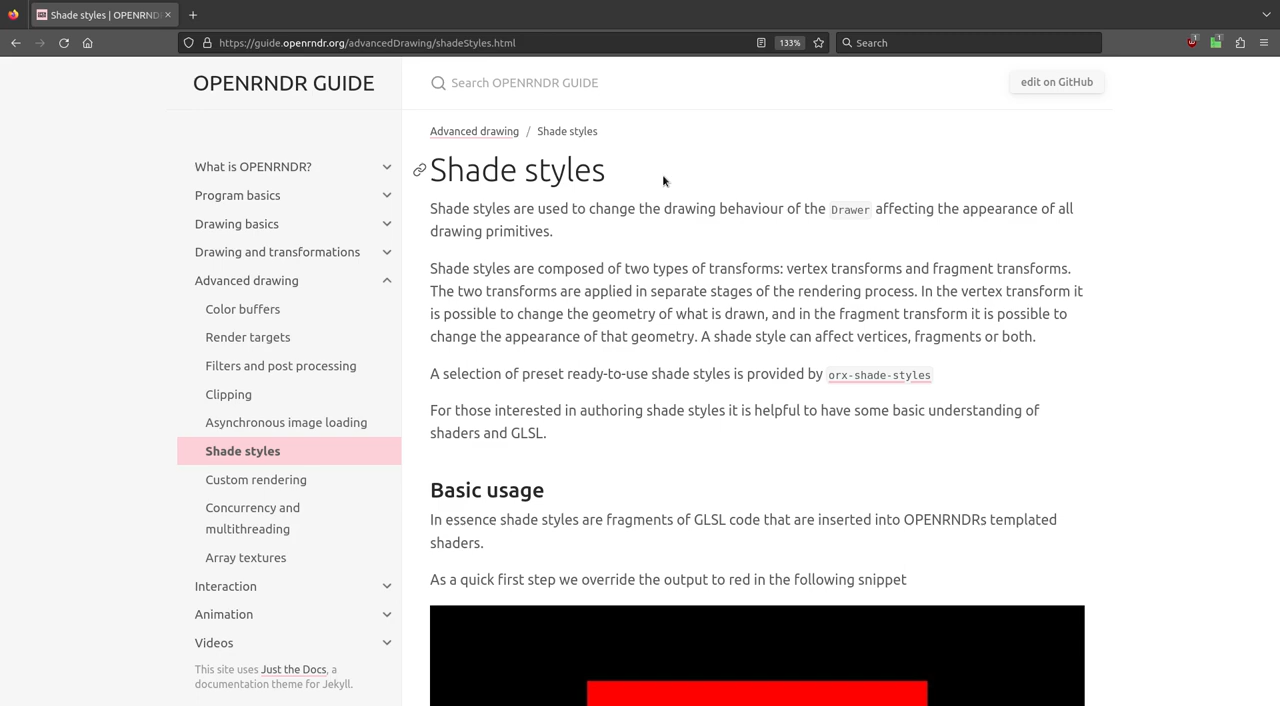 Shade styles | OPENRND
https://guide.openrndr.org/advancedDrawing/shadeStyles.html
133%
Search
1
1
OPENRNDR GUIDE
Search OPENRNDR GUIDE
edit on GitHub
What is OPENRNDR?
Program basics
Drawing basics
Drawing and transformations
Advanced drawing
Color buffers
Render targets
Filters and post processing
Clipping
Asynchronous image loading
Shade styles
Custom rendering
Concurrency and
multithreading
Array textures
Interaction
Animation
Videos
This site uses Just the Docs, a
documentation theme for Jekyll.
Advanced drawing / Shade styles
Shade styles
Shade styles are used to change the drawing behaviour of the Drawer affecting the appearance of all
drawing primitives.
Shade styles are composed of two types of transforms: vertex transforms and fragment transforms.
The two transforms are applied in separate stages of the rendering process. In the vertex transform it
is possible to change the geometry of what is drawn, and in the fragment transform it is possible to
change the appearance of that geometry. A shade style can affect vertices, fragments or both.
A selection of preset ready-to-use shade styles is provided by orx-shade-styles
For those interested in authoring shade styles it is helpful to have some basic understanding of
shaders and GLSL.
Basic usage
In essence shade styles are fragments of GLSL code that are inserted into OPENRNDRs templated
shaders.
As a quick first step we override the output to red in the following snippet